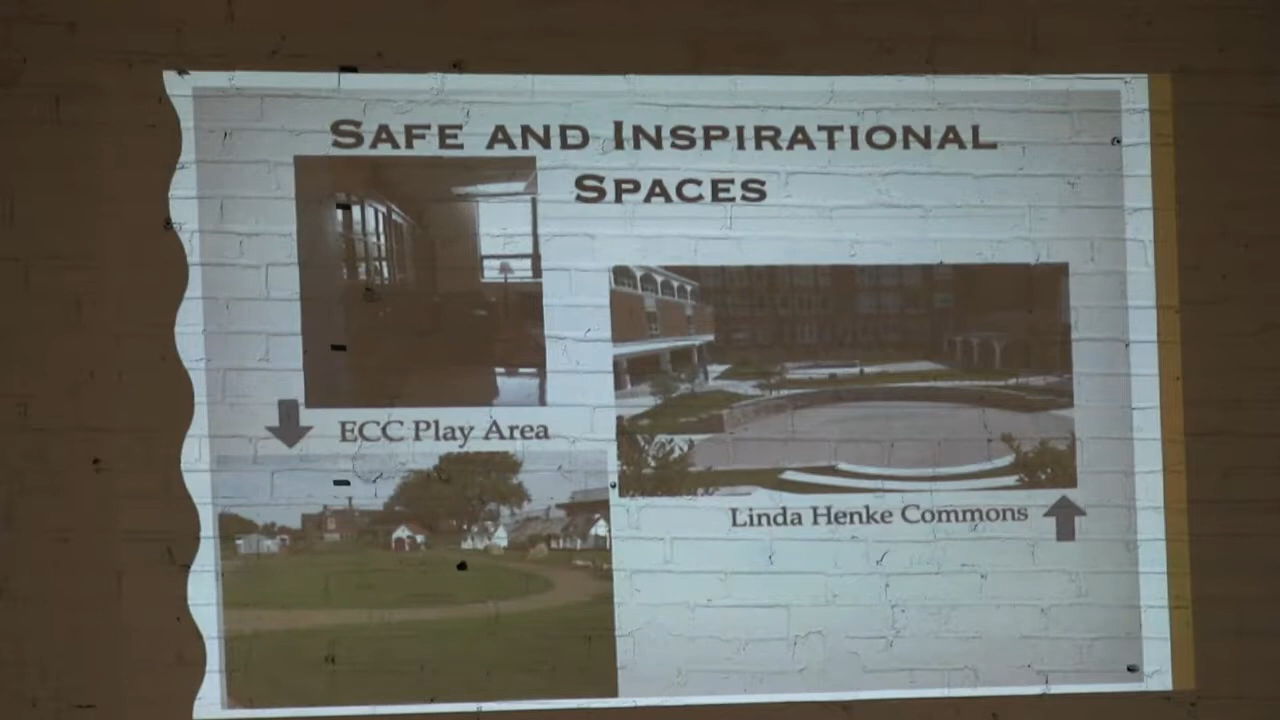 SAFE AND INSPIRATIONAL
SPACES
ECC Play Area
Linda Henke Commons